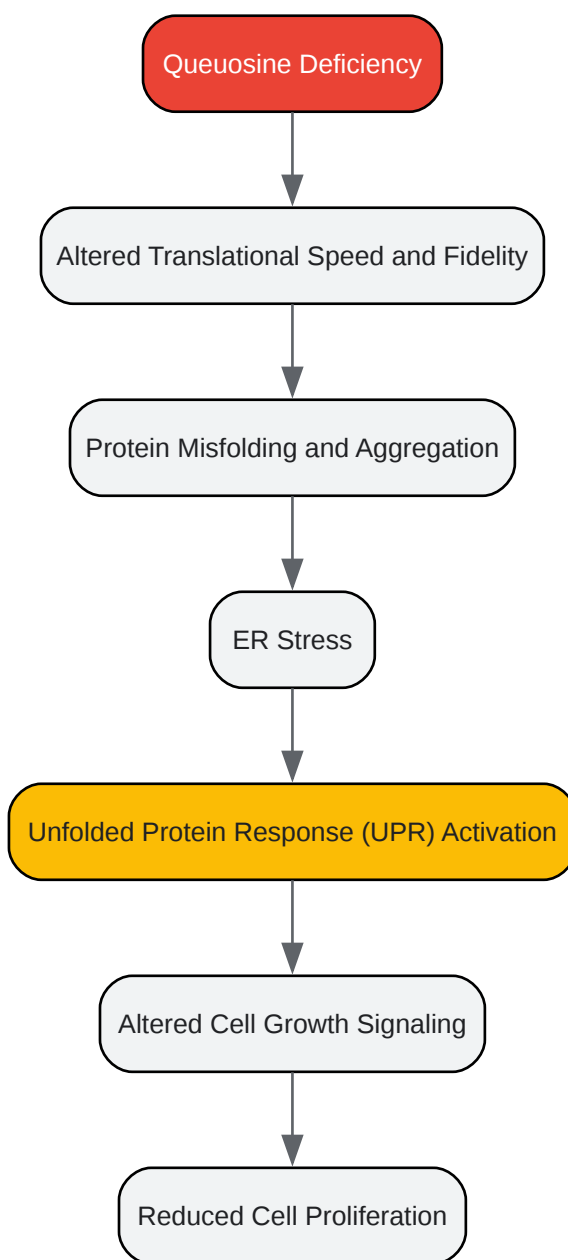 Queuosine Deficiency
Altered Translational Speed and Fidelity
Protein Misfolding and Aggregation
ER Stress
Unfolded Protein Response (UPR) Activation
Altered Cell Growth Signaling
Reduced Cell Proliferation